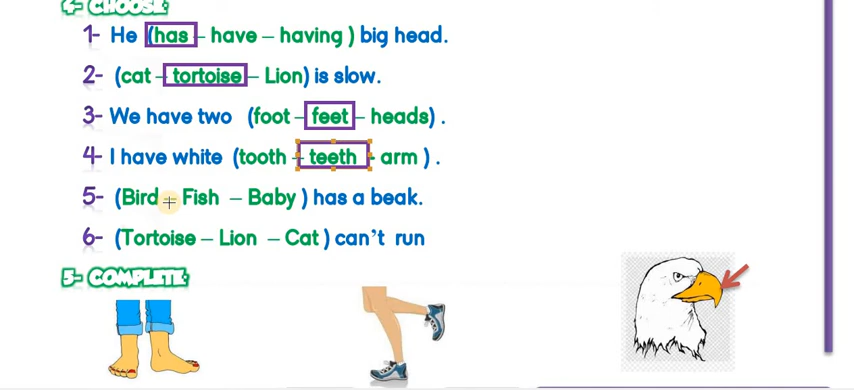 4- CHOOSE
1- He (has – have – having ) big head.
2- (cat – tortoise – Lion) is slow.
3- We have two (foot – feet – heads) .
4- I have white (tooth – teeth - arm ) .
5- (Bird – Fish – Baby ) has a beak.
6- (Tortoise – Lion – Cat ) can't run
5- COMPLETE